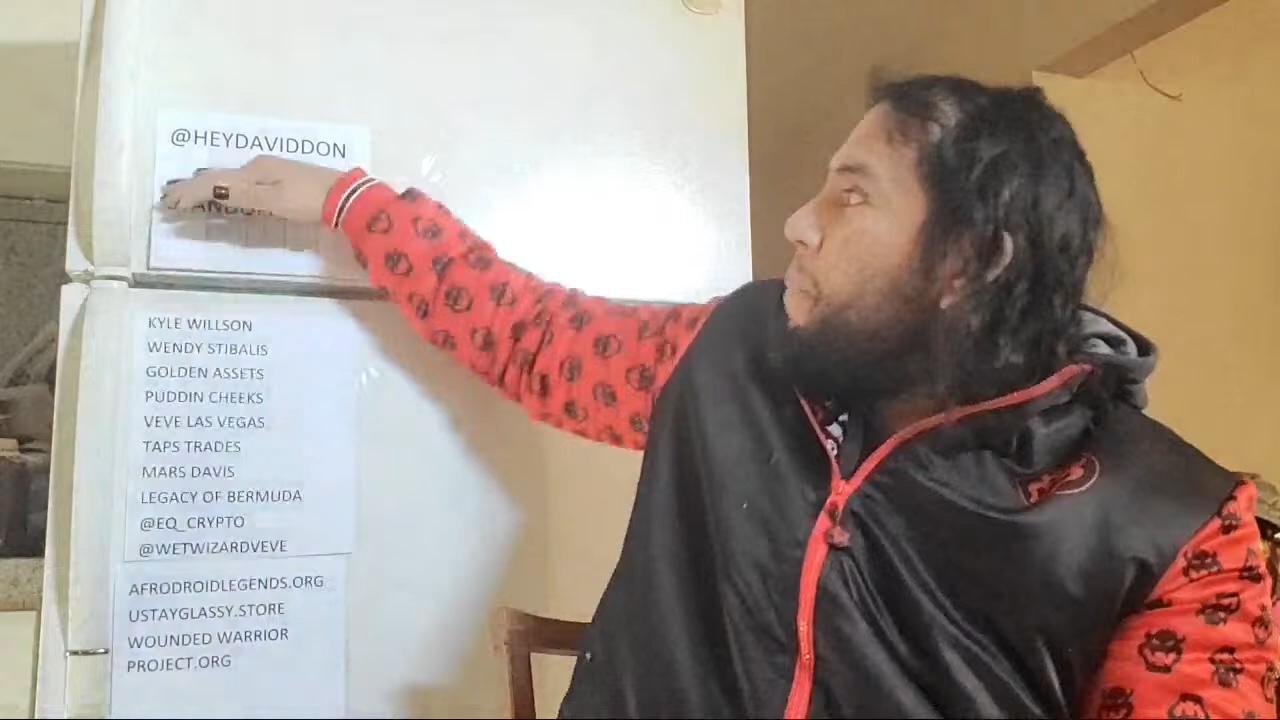 @HEYDAVIDDON
KYLE WILLSON
WENDY STIBALIS
GOLDEN ASSETS
PUDDIN CHEEKS
VEVE LAS VEGAS
TAPS TRADES
MARS DAVIS
LEGACY OF BERMUDA
@EQ_CRYPTO
@WETWIZARDVEVE
AFRODROIDLEGENDS.ORG
USTAYGLASSY.STORE
WOUNDED WARRIOR
PROJECT.ORG